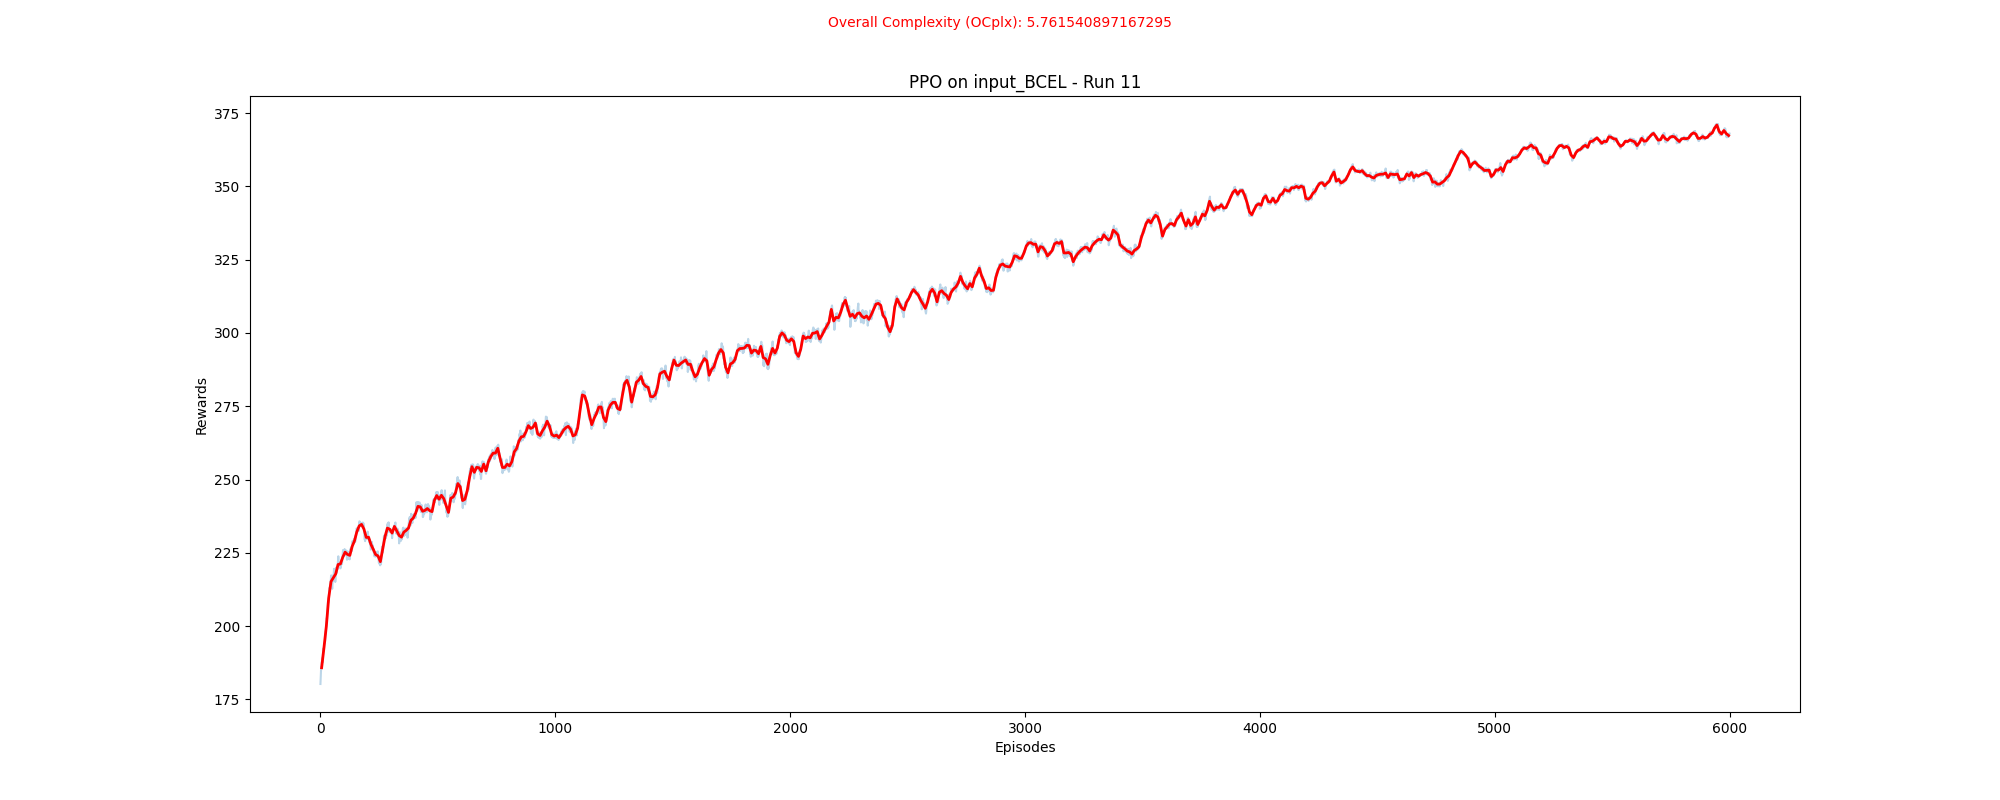 Overall Complexity (OCplx): 5.761540897167295
PPO on input_BCEL - Run 11
375
350
325
300
275
250
225
200
175
Rewards
0 1000 2000 3000 4000 5000 6000
Episodes